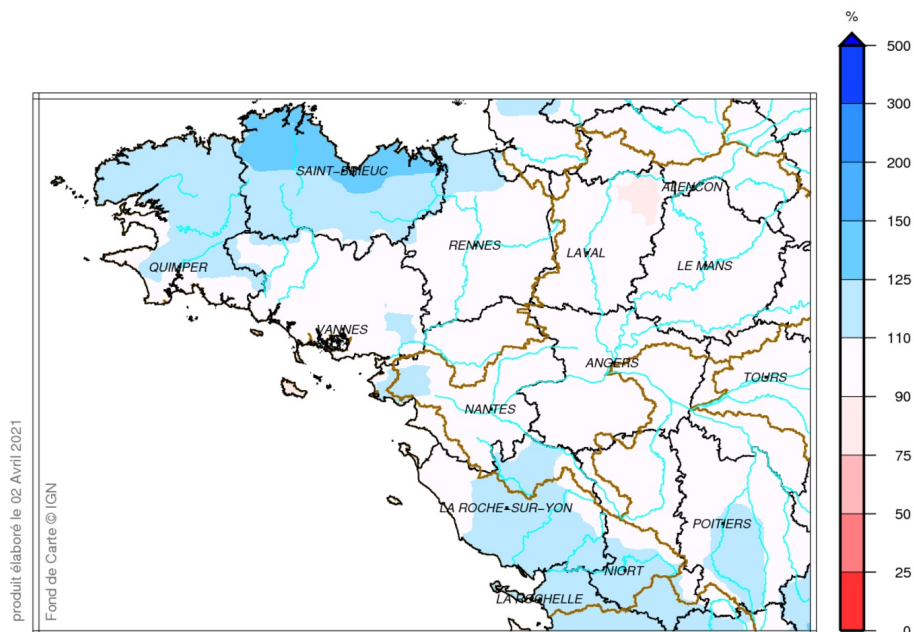 %
500
300
200
150
125
110
90
75
50
25
0
SAINT-BRIEUC
ALENCON
RENNES
LAVAL
QUIMPER
LE MANS
VANNES
ANGERS
TOURS
NANTES
LA ROCHE-SUR-YON
POITIERS
NIORT
LA ROCHELLE
produit élaboré le 02 Avril 2021
Fond de Carte © IGN